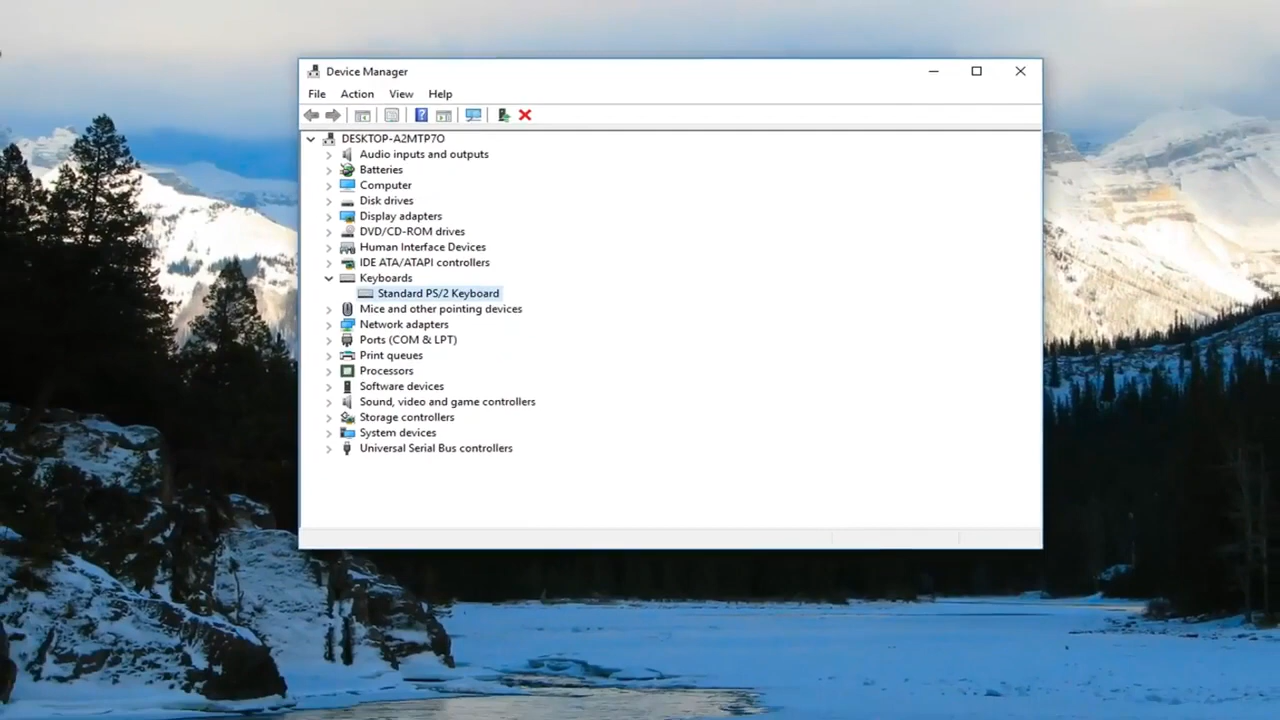 Device Manager
File Action View Help
DESKTOP-A2MTP7O
Audio inputs and outputs
Batteries
Computer
Disk drives
Display adapters
DVD/CD-ROM drives
Human Interface Devices
IDE ATA/ATAPI controllers
Keyboards
Standard PS/2 Keyboard
Mice and other pointing devices
Network adapters
Ports (COM & LPT)
Print queues
Processors
Software devices
Sound, video and game controllers
Storage controllers
System devices
Universal Serial Bus controllers